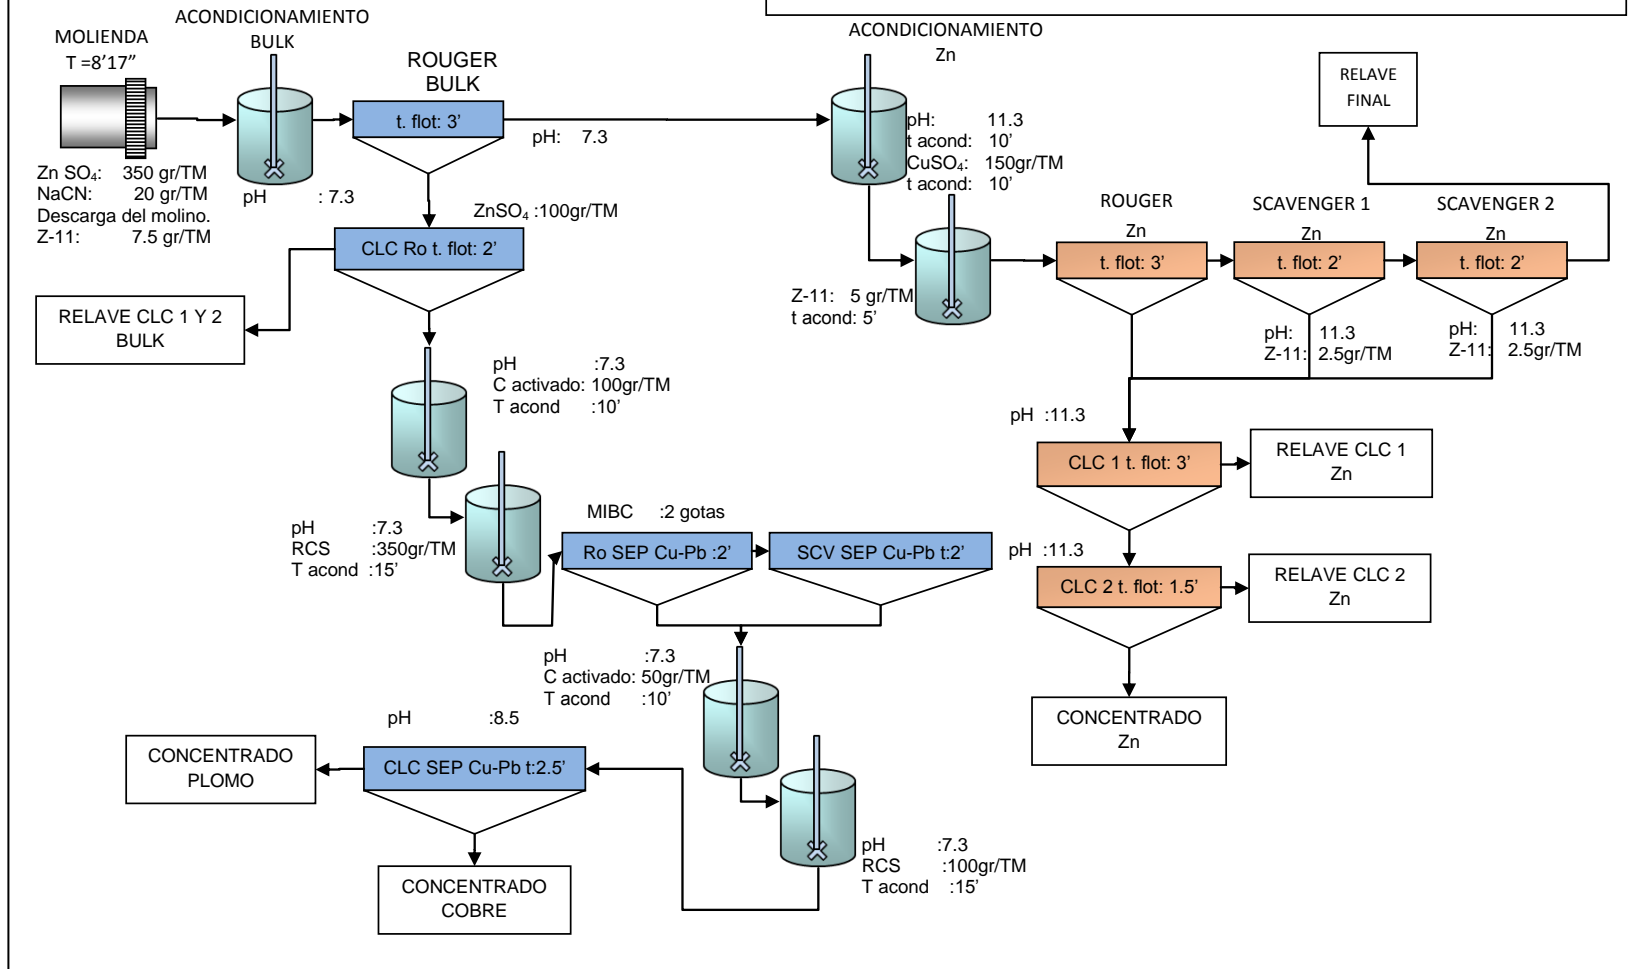 MOLIENDA
T =8’17”
ACONDICIONAMIENTO
BULK
ROUGER
BULK
t. flot: 3’
pH: 7.3
Zn SO₄: 350 gr/TM
NaCN: 20 gr/TM
Descarga del molino.
Z-11: 7.5 gr/TM
pH : 7.3
ZnSO₄ :100gr/TM
CLC Ro t. flot: 2’
RELAVE CLC 1 Y 2
BULK
pH :7.3
C activado: 100gr/TM
T acond :10’
pH :7.3
RCS :350gr/TM
T acond :15’
MIBC :2 gotas
Ro SEP Cu-Pb :2’
SCV SEP Cu-Pb t:2’
pH :7.3
C activado: 50gr/TM
T acond :10’
pH :7.3
RCS :100gr/TM
T acond :15’
pH :8.5
CLC SEP Cu-Pb t:2.5’
CONCENTRADO
PLOMO
CONCENTRADO
COBRE
ACONDICIONAMIENTO
Zn
pH: 11.3
t acond: 10’
CuSO₄: 150gr/TM
t acond: 10’
Z-11: 5 gr/TM
t acond: 5’
ROUGER
Zn
t. flot: 3’
SCAVENGER 1
Zn
t. flot: 2’
SCAVENGER 2
Zn
t. flot: 2’
RELAVE
FINAL
pH: 11.3
Z-11: 2.5gr/TM
pH: 11.3
Z-11: 2.5gr/TM
pH :11.3
CLC 1 t. flot: 3’
RELAVE CLC 1
Zn
pH :11.3
CLC 2 t. flot: 1.5’
RELAVE CLC 2
Zn
CONCENTRADO
Zn